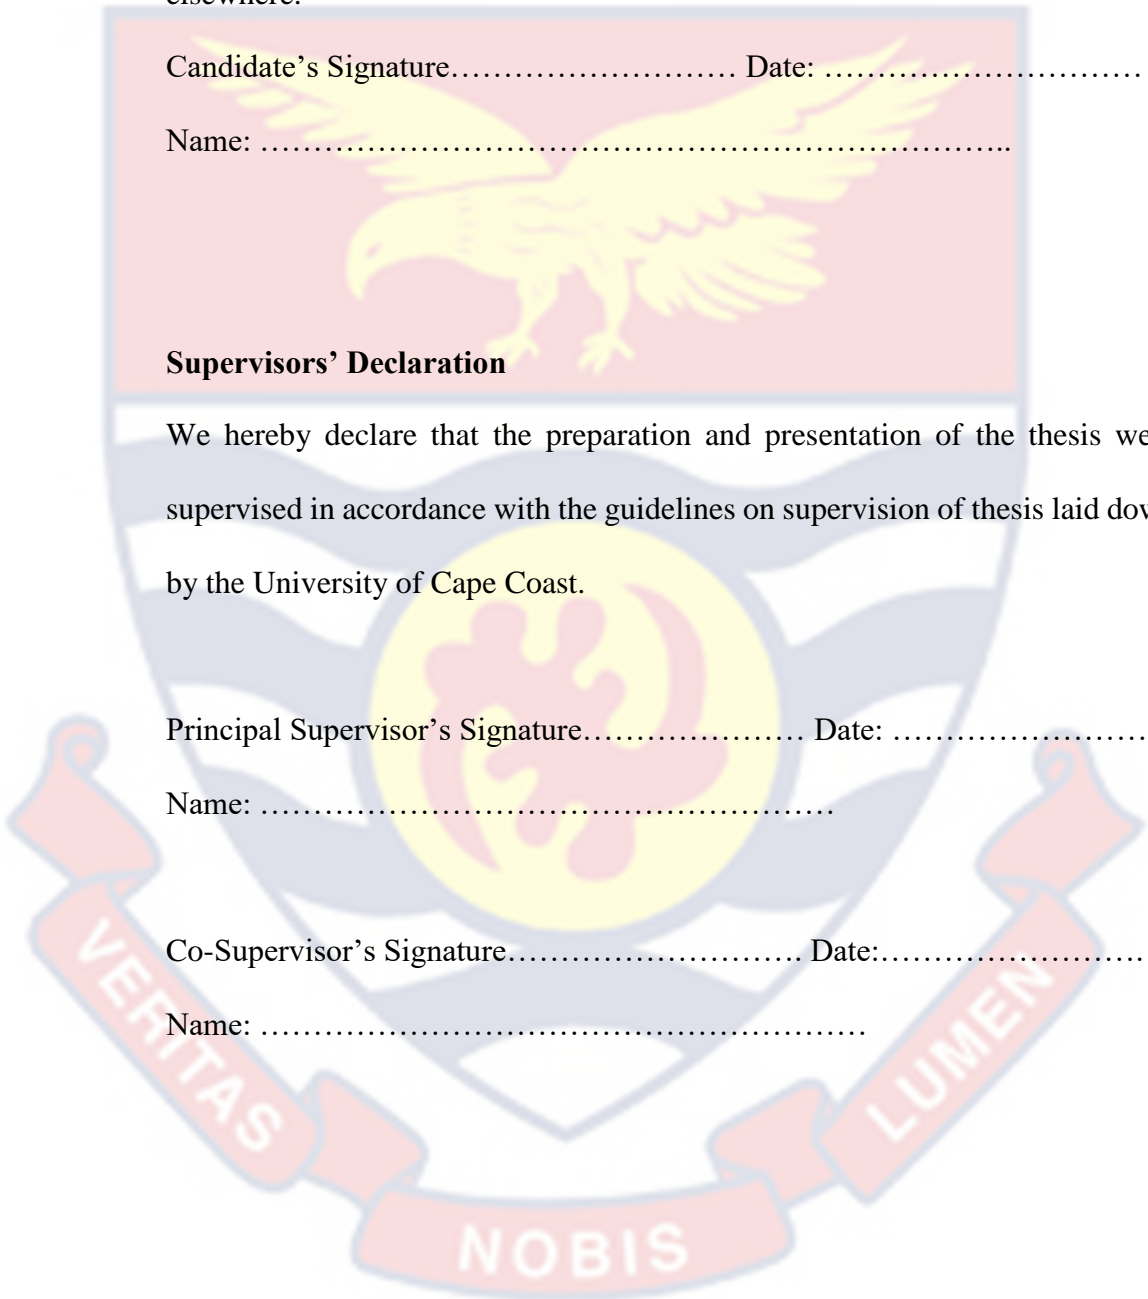 elsewhere.
Candidate’s Signature……………………… Date: …………………………
Name: ……………………………………………………………..
Supervisors’ Declaration
We hereby declare that the preparation and presentation of the thesis we
supervised in accordance with the guidelines on supervision of thesis laid dov
by the University of Cape Coast.
Principal Supervisor’s Signature………………… Date: ……………………
Name: ………………………………………………
Co-Supervisor’s Signature………………………. Date:…………………….
Name: ……………………….…………………………
VERITAS
NOBIS
LUMEN